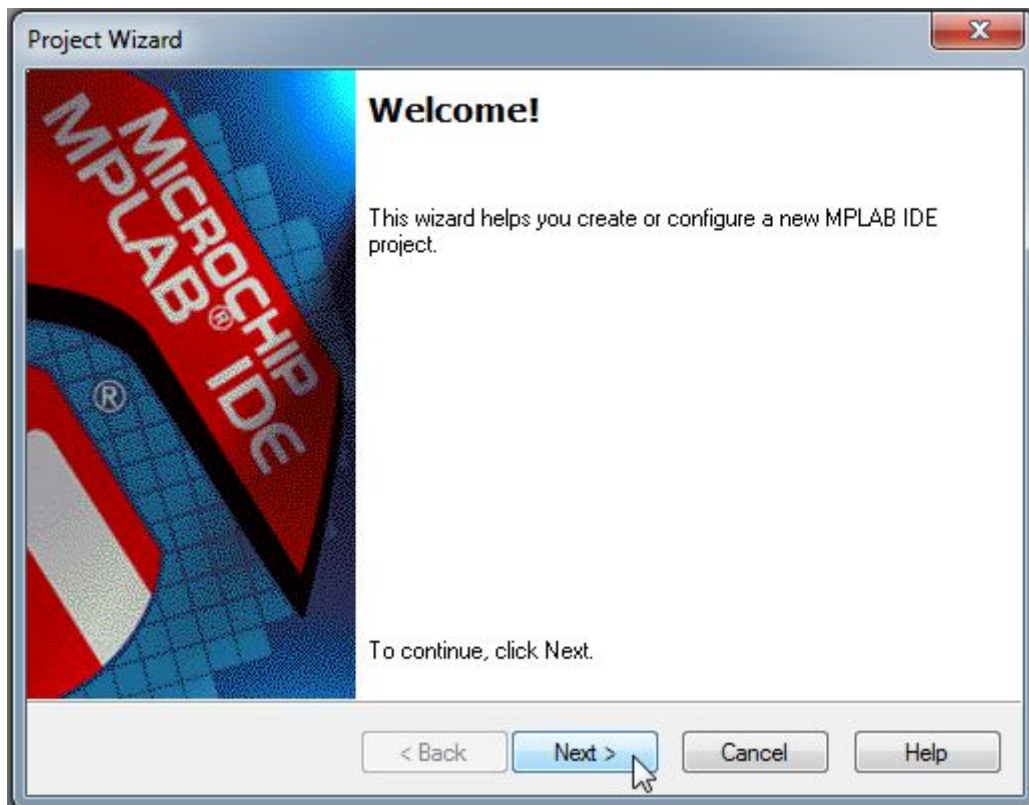 Project Wizard
MICROCHIP
MPLAB® IDE
®
Welcome!
This wizard helps you create or configure a new MPLAB IDE
project.
To continue, click Next.
< Back
Next >
Cancel
Help